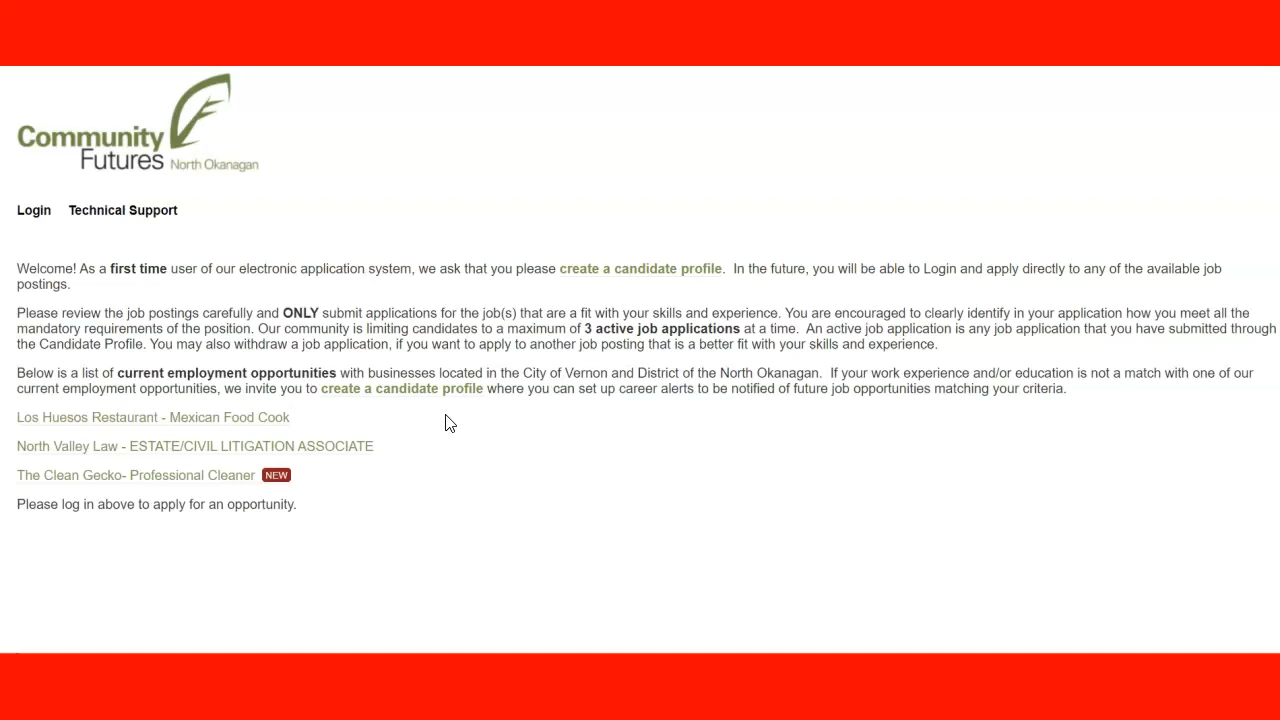 Community
Futures North Okanagan
Login Technical Support
Welcome! As a first time user of our electronic application system, we ask that you please create a candidate profile. In the future, you will be able to Login and apply directly to any of the available job
postings.
Please review the job postings carefully and ONLY submit applications for the job(s) that are a fit with your skills and experience. You are encouraged to clearly identify in your application how you meet all the
mandatory requirements of the position. Our community is limiting candidates to a maximum of 3 active job applications at a time. An active job application is any job application that you have submitted through
the Candidate Profile. You may also withdraw a job application, if you want to apply to another job posting that is a better fit with your skills and experience.
Below is a list of current employment opportunities with businesses located in the City of Vernon and District of the North Okanagan. If your work experience and/or education is not a match with one of our
current employment opportunities, we invite you to create a candidate profile where you can set up career alerts to be notified of future job opportunities matching your criteria.
Los Huesos Restaurant - Mexican Food Cook
North Valley Law - ESTATE/CIVIL LITIGATION ASSOCIATE
The Clean Gecko- Professional Cleaner NEW
Please log in above to apply for an opportunity.